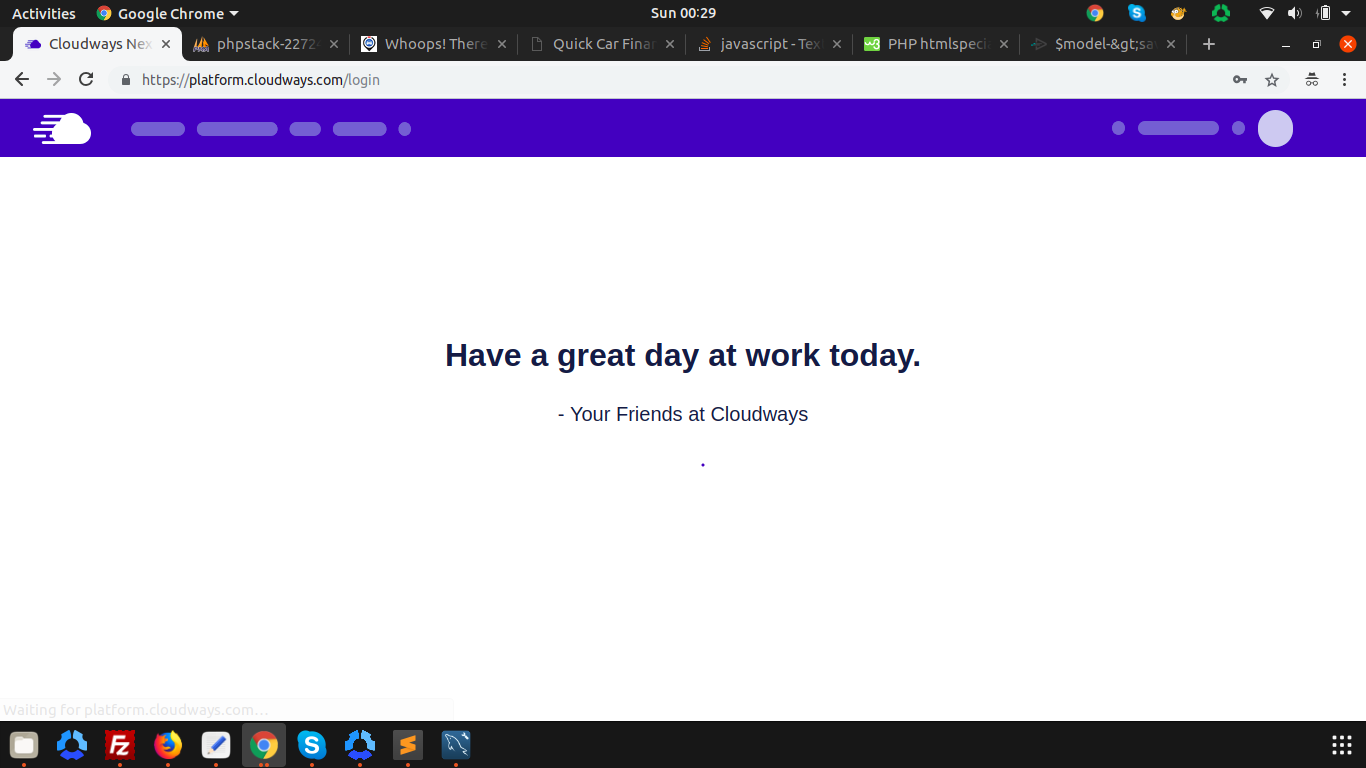 Activities Google Chrome Sun 00:29
Cloudways Nex phpstack-2272 Whoops! There Quick Car Finan javascript - Tex PHP htmlspeci $model-&gt;sa
https://platform.cloudways.com/login
Have a great day at work today.
- Your Friends at Cloudways
Waiting for platform.cloudways.com...